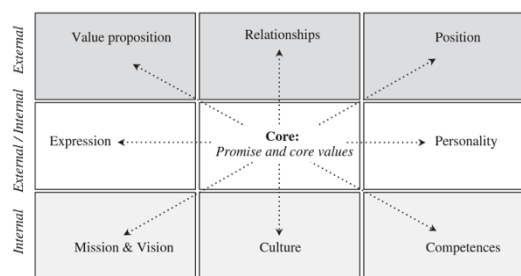 External
Value proposition
Relationships
Position
External / Internal
Expression
Core:
Promise and core values
Personality
Internal
Mission & Vision
Culture
Competences